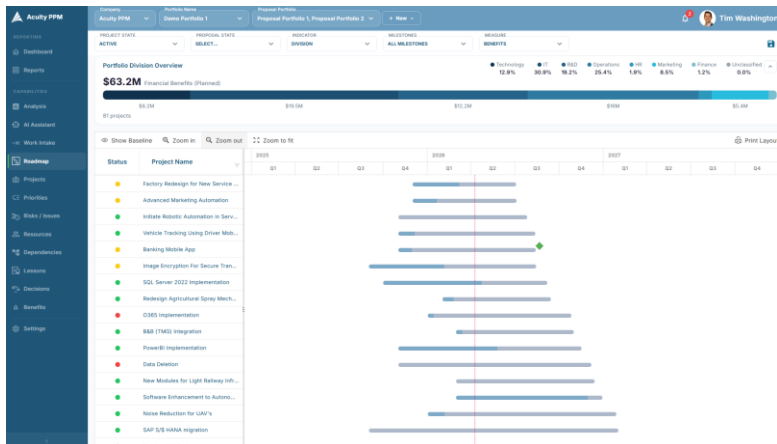 Acuity PPM
Company
Acuity PPM
Portfolio Name
Demo Portfolio 1
Proposal Portfolio
Proposal Portfolio 1, Proposal Portfolio 2
+ New
Tim Washington
REPORTING
Dashboard
Reports
CAPABILITIES
Analysis
AI Assistant
Work Intake
Roadmap
Projects
Priorities
Risks / Issues
Resources
Dependencies
Lessons
Decisions
Benefits
Settings
PROJECT STATE
ACTIVE
PROPOSAL STATE
SELECT...
INDICATOR
DIVISION
MILESTONES
ALL MILESTONES
MEASURE
BENEFITS
Portfolio Division Overview
$63.2M Financial Benefits (Planned)
Technology 12.9%
IT 30.9%
R&D 19.2%
Operations 25.4%
HR 1.9%
Marketing 8.5%
Finance 1.2%
Unclassified 0.0%
$8.2M $19.5M $12.2M $16M $5.4M
81 projects
Show Baseline Zoom in Zoom out Zoom to fit Print Layout
Status Project Name
2025 2026 2027
Q1 Q2 Q3 Q4 Q1 Q2 Q3 Q4 Q1 Q2 Q3 Q4
Factory Redesign for New Service ...
Advanced Marketing Automation
Initiate Robotic Automation in Serv...
Vehicle Tracking Using Driver Mob...
Banking Mobile App
Image Encryption For Secure Tran...
SQL Server 2022 Implementation
Redesign Agricultural Spray Mech...
O365 Implementation
B&B (TMG) Integration
PowerBI Implementation
Data Deletion
New Modules for Light Railway Infr...
Software Enhancement to Autono...
Noise Reduction for UAV's
SAP S/$ HANA migration